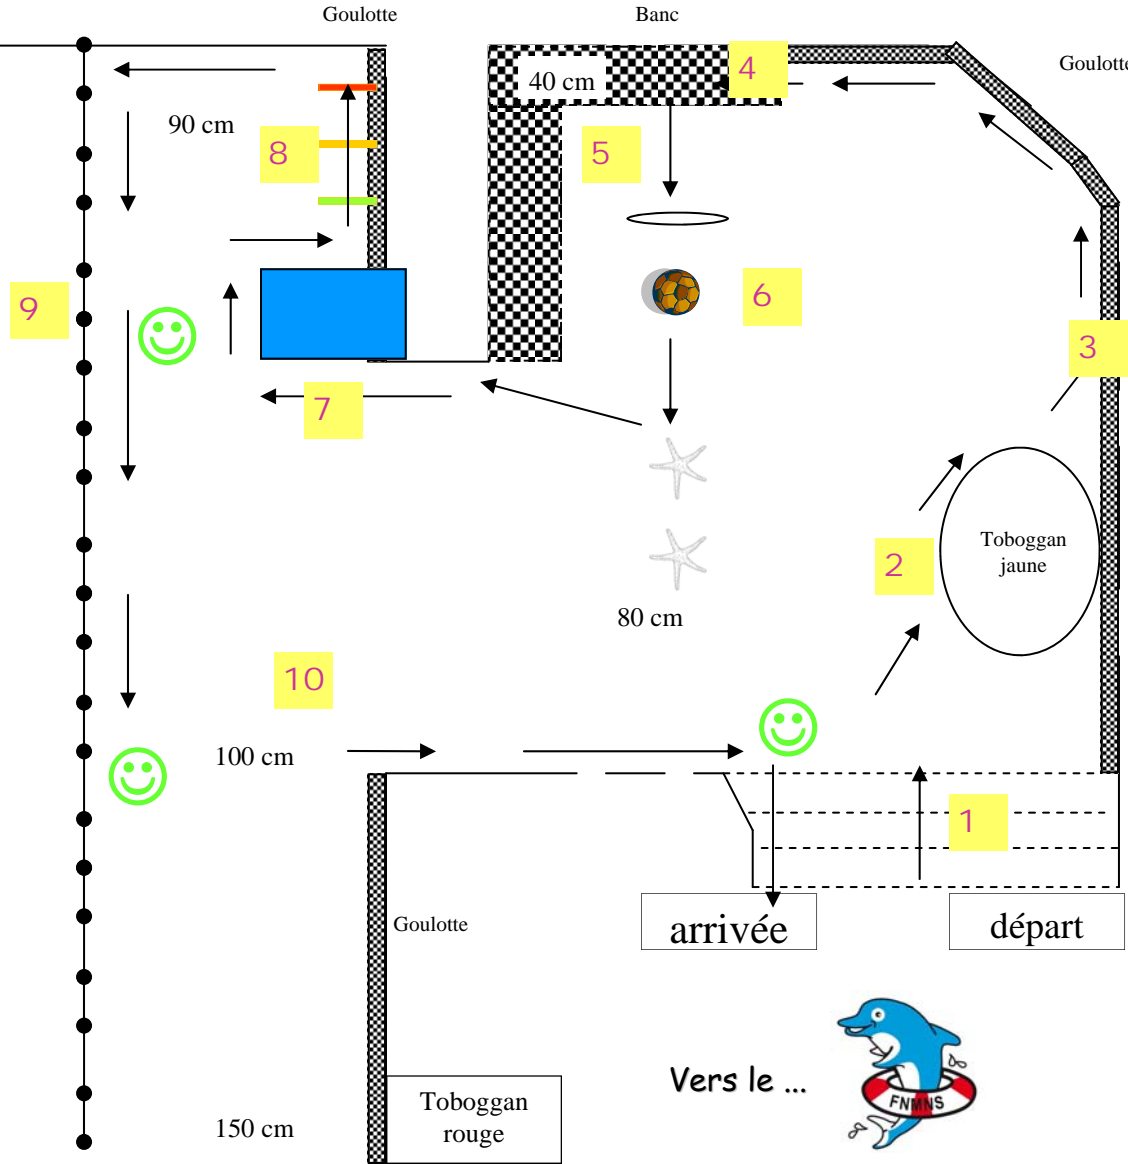 Goulotte
Banc
Goulotte
4
40 cm
90 cm
8
5
9
6
3
7
Toboggan
jaune
2
80 cm
10
100 cm
1
Goulotte
arrivée
départ
Vers le ...
FNMNS
Toboggan
rouge
150 cm